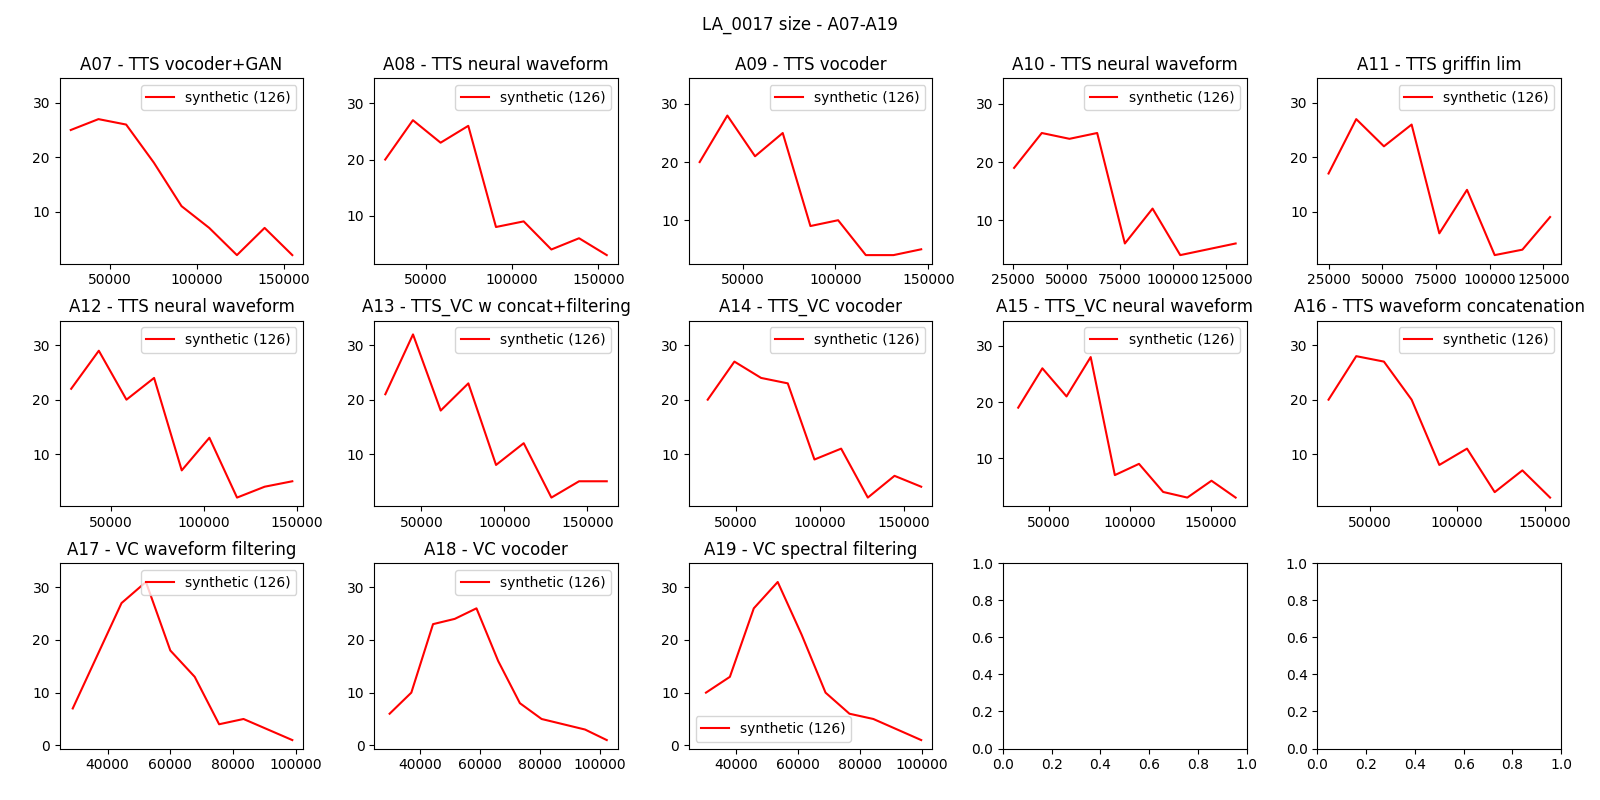 LA_0017 size - A07-A19
A07 - TTS vocoder+GAN
synthetic (126)
30
20
10
50000 100000 150000
A08 - TTS neural waveform
synthetic (126)
30
20
10
50000 100000 150000
A09 - TTS vocoder
synthetic (126)
30
20
10
50000 100000 150000
A10 - TTS neural waveform
synthetic (126)
30
20
10
25000 50000 75000 100000 125000
A11 - TTS griffin lim
synthetic (126)
30
20
10
25000 50000 75000 100000 125000
A12 - TTS neural waveform
synthetic (126)
30
20
10
50000 100000 150000
A13 - TTS_VC w concat+filtering
synthetic (126)
30
20
10
50000 100000 150000
A14 - TTS_VC vocoder
synthetic (126)
30
20
10
50000 100000 150000
A15 - TTS_VC neural waveform
synthetic (126)
30
20
10
50000 100000 150000
A16 - TTS waveform concatenation
synthetic (126)
30
20
10
50000 100000 150000
A17 - VC waveform filtering
synthetic (126)
30
20
10
0
40000 60000 80000 100000
A18 - VC vocoder
synthetic (126)
30
20
10
0
40000 60000 80000 100000
A19 - VC spectral filtering
30
20
10
synthetic (126)
0
40000 60000 80000 100000
1.0
0.8
0.6
0.4
0.2
0.0
0.0 0.2 0.4 0.6 0.8 1.0
1.0
0.8
0.6
0.4
0.2
0.0
0.0 0.2 0.4 0.6 0.8 1.0